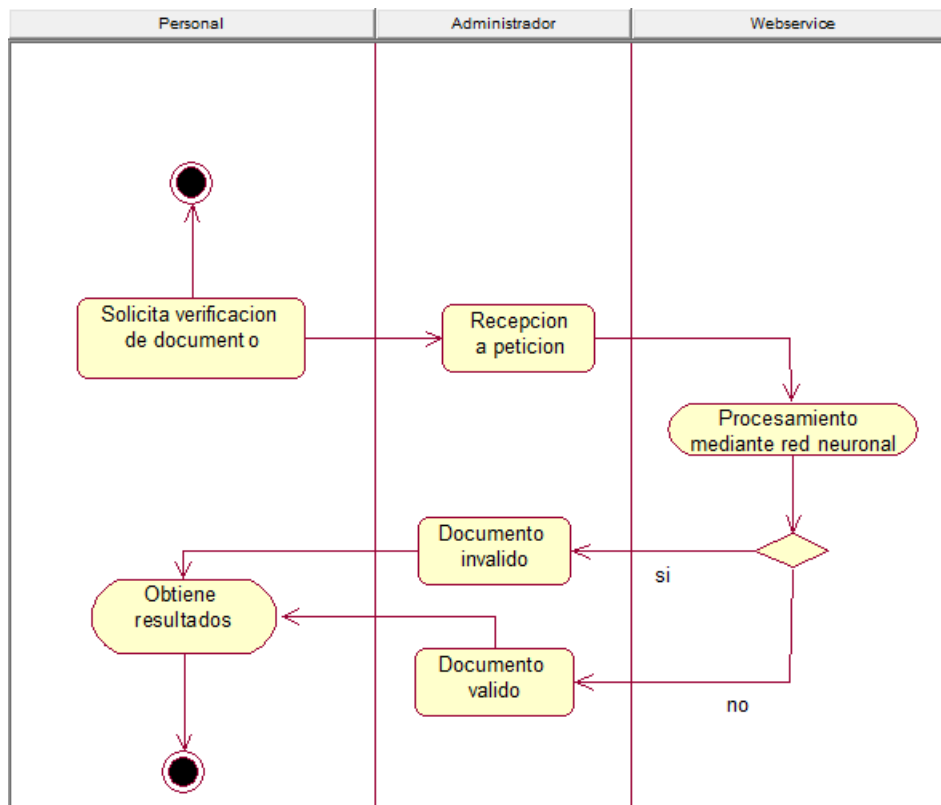 Personal
Administrador
Webservice
Solicita verificacion
de documento
Recepcion
a peticion
Procesamiento
mediante red neuronal
Documento
invalido
si
Obtiene
resultados
Documento
valido
no